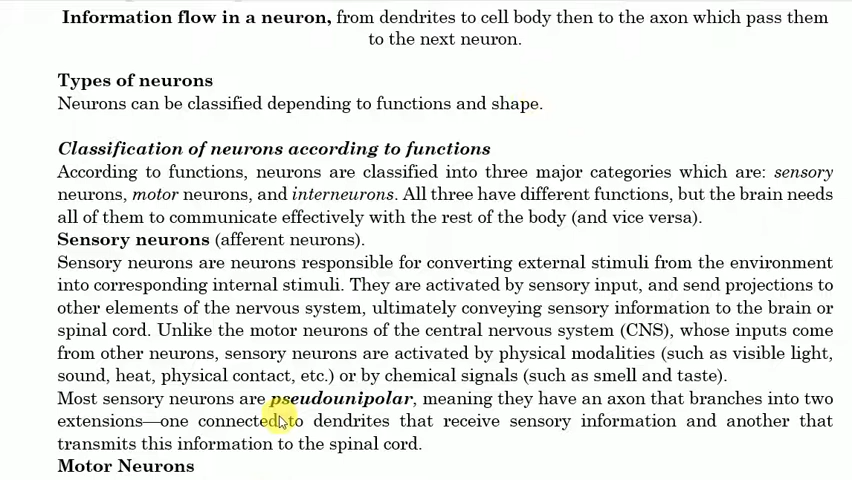 Information flow in a neuron, from dendrites to cell body then to the axon which pass them
to the next neuron.
Types of neurons
Neurons can be classified depending to functions and shape.
Classification of neurons according to functions
According to functions, neurons are classified into three major categories which are: sensory
neurons, motor neurons, and interneurons. All three have different functions, but the brain needs
all of them to communicate effectively with the rest of the body (and vice versa).
Sensory neurons (afferent neurons).
Sensory neurons are neurons responsible for converting external stimuli from the environment
into corresponding internal stimuli. They are activated by sensory input, and send projections to
other elements of the nervous system, ultimately conveying sensory information to the brain or
spinal cord. Unlike the motor neurons of the central nervous system (CNS), whose inputs come
from other neurons, sensory neurons are activated by physical modalities (such as visible light,
sound, heat, physical contact, etc.) or by chemical signals (such as smell and taste).
Most sensory neurons are pseudounipolar, meaning they have an axon that branches into two
extensions—one connected to dendrites that receive sensory information and another that
transmits this information to the spinal cord.
Motor Neurons